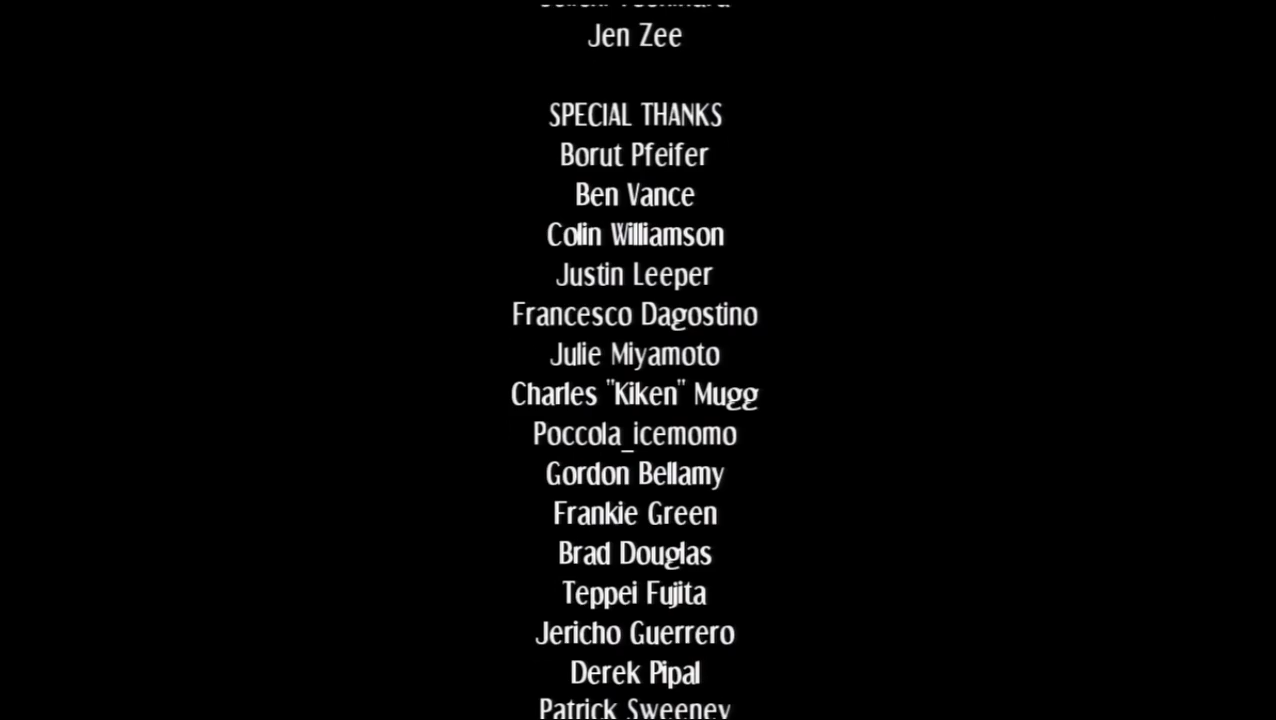 Jen Zee
SPECIAL THANKS
Borut Pfeifer
Ben Vance
Colin Williamson
Justin Leeper
Francesco Dagostino
Julie Miyamoto
Charles "Kiken" Mugg
Poccola_icemomo
Gordon Bellamy
Frankie Green
Brad Douglas
Teppei Fujita
Jericho Guerrero
Derek Pipal
Patrick Sweeney